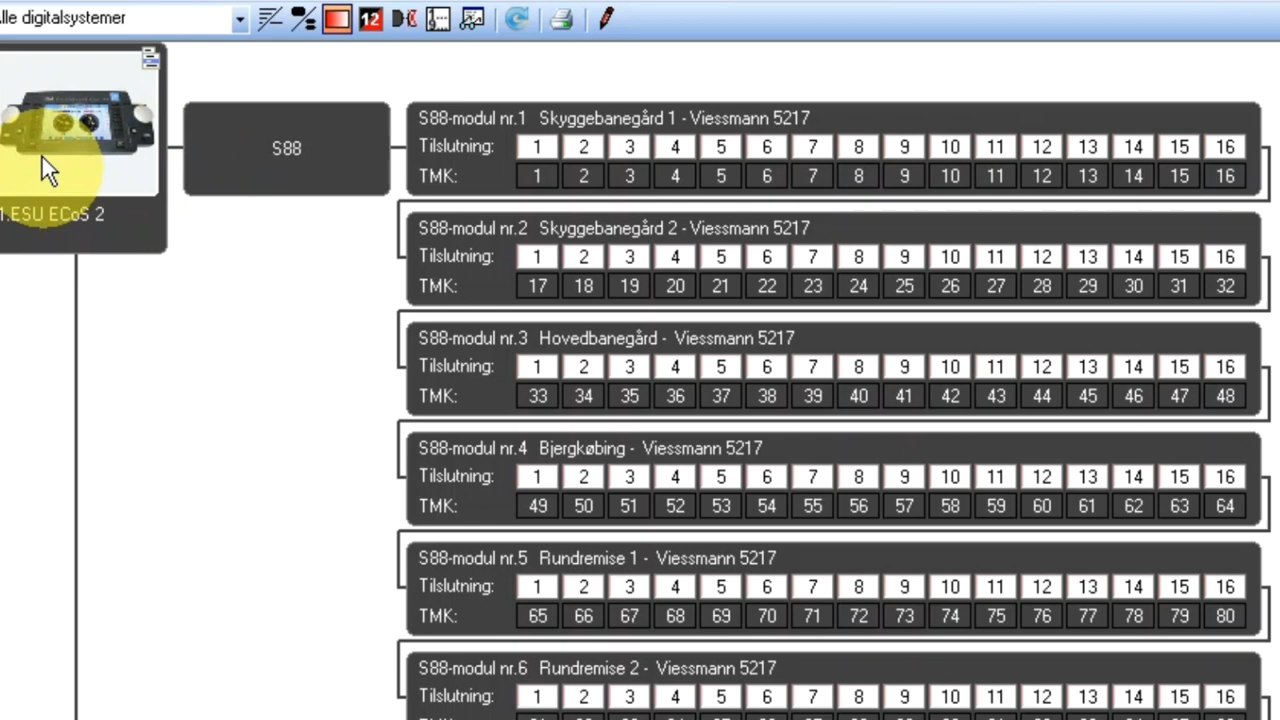 lle digitalsystemer
12
1.ESU ECoS 2
S88
S88-modul nr.1 Skyggebanegård 1 - Viessmann 5217
Tilslutning: 1 2 3 4 5 6 7 8 9 10 11 12 13 14 15 16
TMK: 1 2 3 4 5 6 7 8 9 10 11 12 13 14 15 16
S88-modul nr.2 Skyggebanegård 2 - Viessmann 5217
Tilslutning: 1 2 3 4 5 6 7 8 9 10 11 12 13 14 15 16
TMK: 17 18 19 20 21 22 23 24 25 26 27 28 29 30 31 32
S88-modul nr.3 Hovedbanegård - Viessmann 5217
Tilslutning: 1 2 3 4 5 6 7 8 9 10 11 12 13 14 15 16
TMK: 33 34 35 36 37 38 39 40 41 42 43 44 45 46 47 48
S88-modul nr.4 Bjergkøbing - Viessmann 5217
Tilslutning: 1 2 3 4 5 6 7 8 9 10 11 12 13 14 15 16
TMK: 49 50 51 52 53 54 55 56 57 58 59 60 61 62 63 64
S88-modul nr.5 Rundremise 1 - Viessmann 5217
Tilslutning: 1 2 3 4 5 6 7 8 9 10 11 12 13 14 15 16
TMK: 65 66 67 68 69 70 71 72 73 74 75 76 77 78 79 80
S88-modul nr.6 Rundremise 2 - Viessmann 5217
Tilslutning: 1 2 3 4 5 6 7 8 9 10 11 12 13 14 15 16